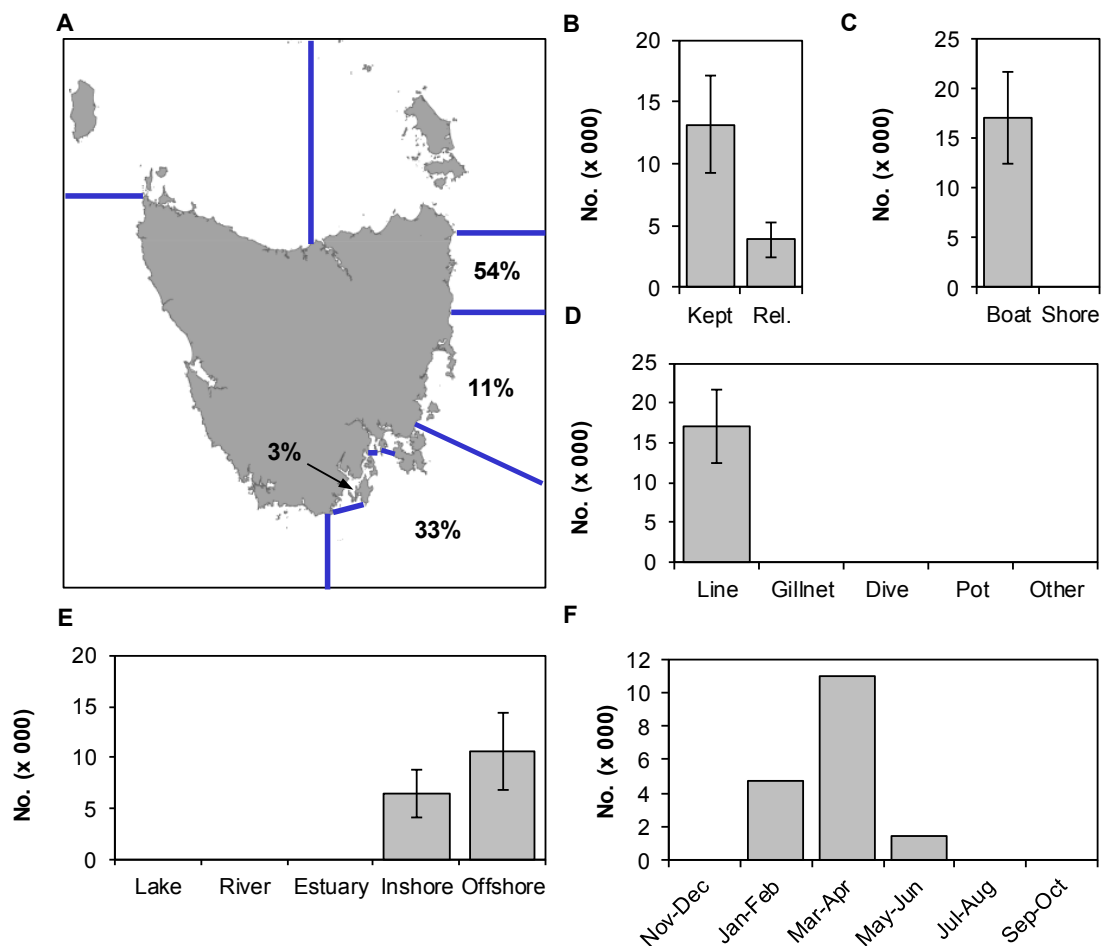 A
54%
11%
3%
33%
B
No. (x 000)
20
15
10
5
0
Kept Rel.
C
No. (x 000)
25
20
15
10
5
0
Boat Shore
D
No. (x 000)
25
20
15
10
5
0
Line Gillnet Dive Pot Other
E
No. (x 000)
20
15
10
5
0
Lake River Estuary Inshore Offshore
F
No. (x 000)
12
10
8
6
4
2
0
Nov-Dec
Jan-Feb
Mar-Apr
May-Jun
Jul-Aug
Sep-Oct